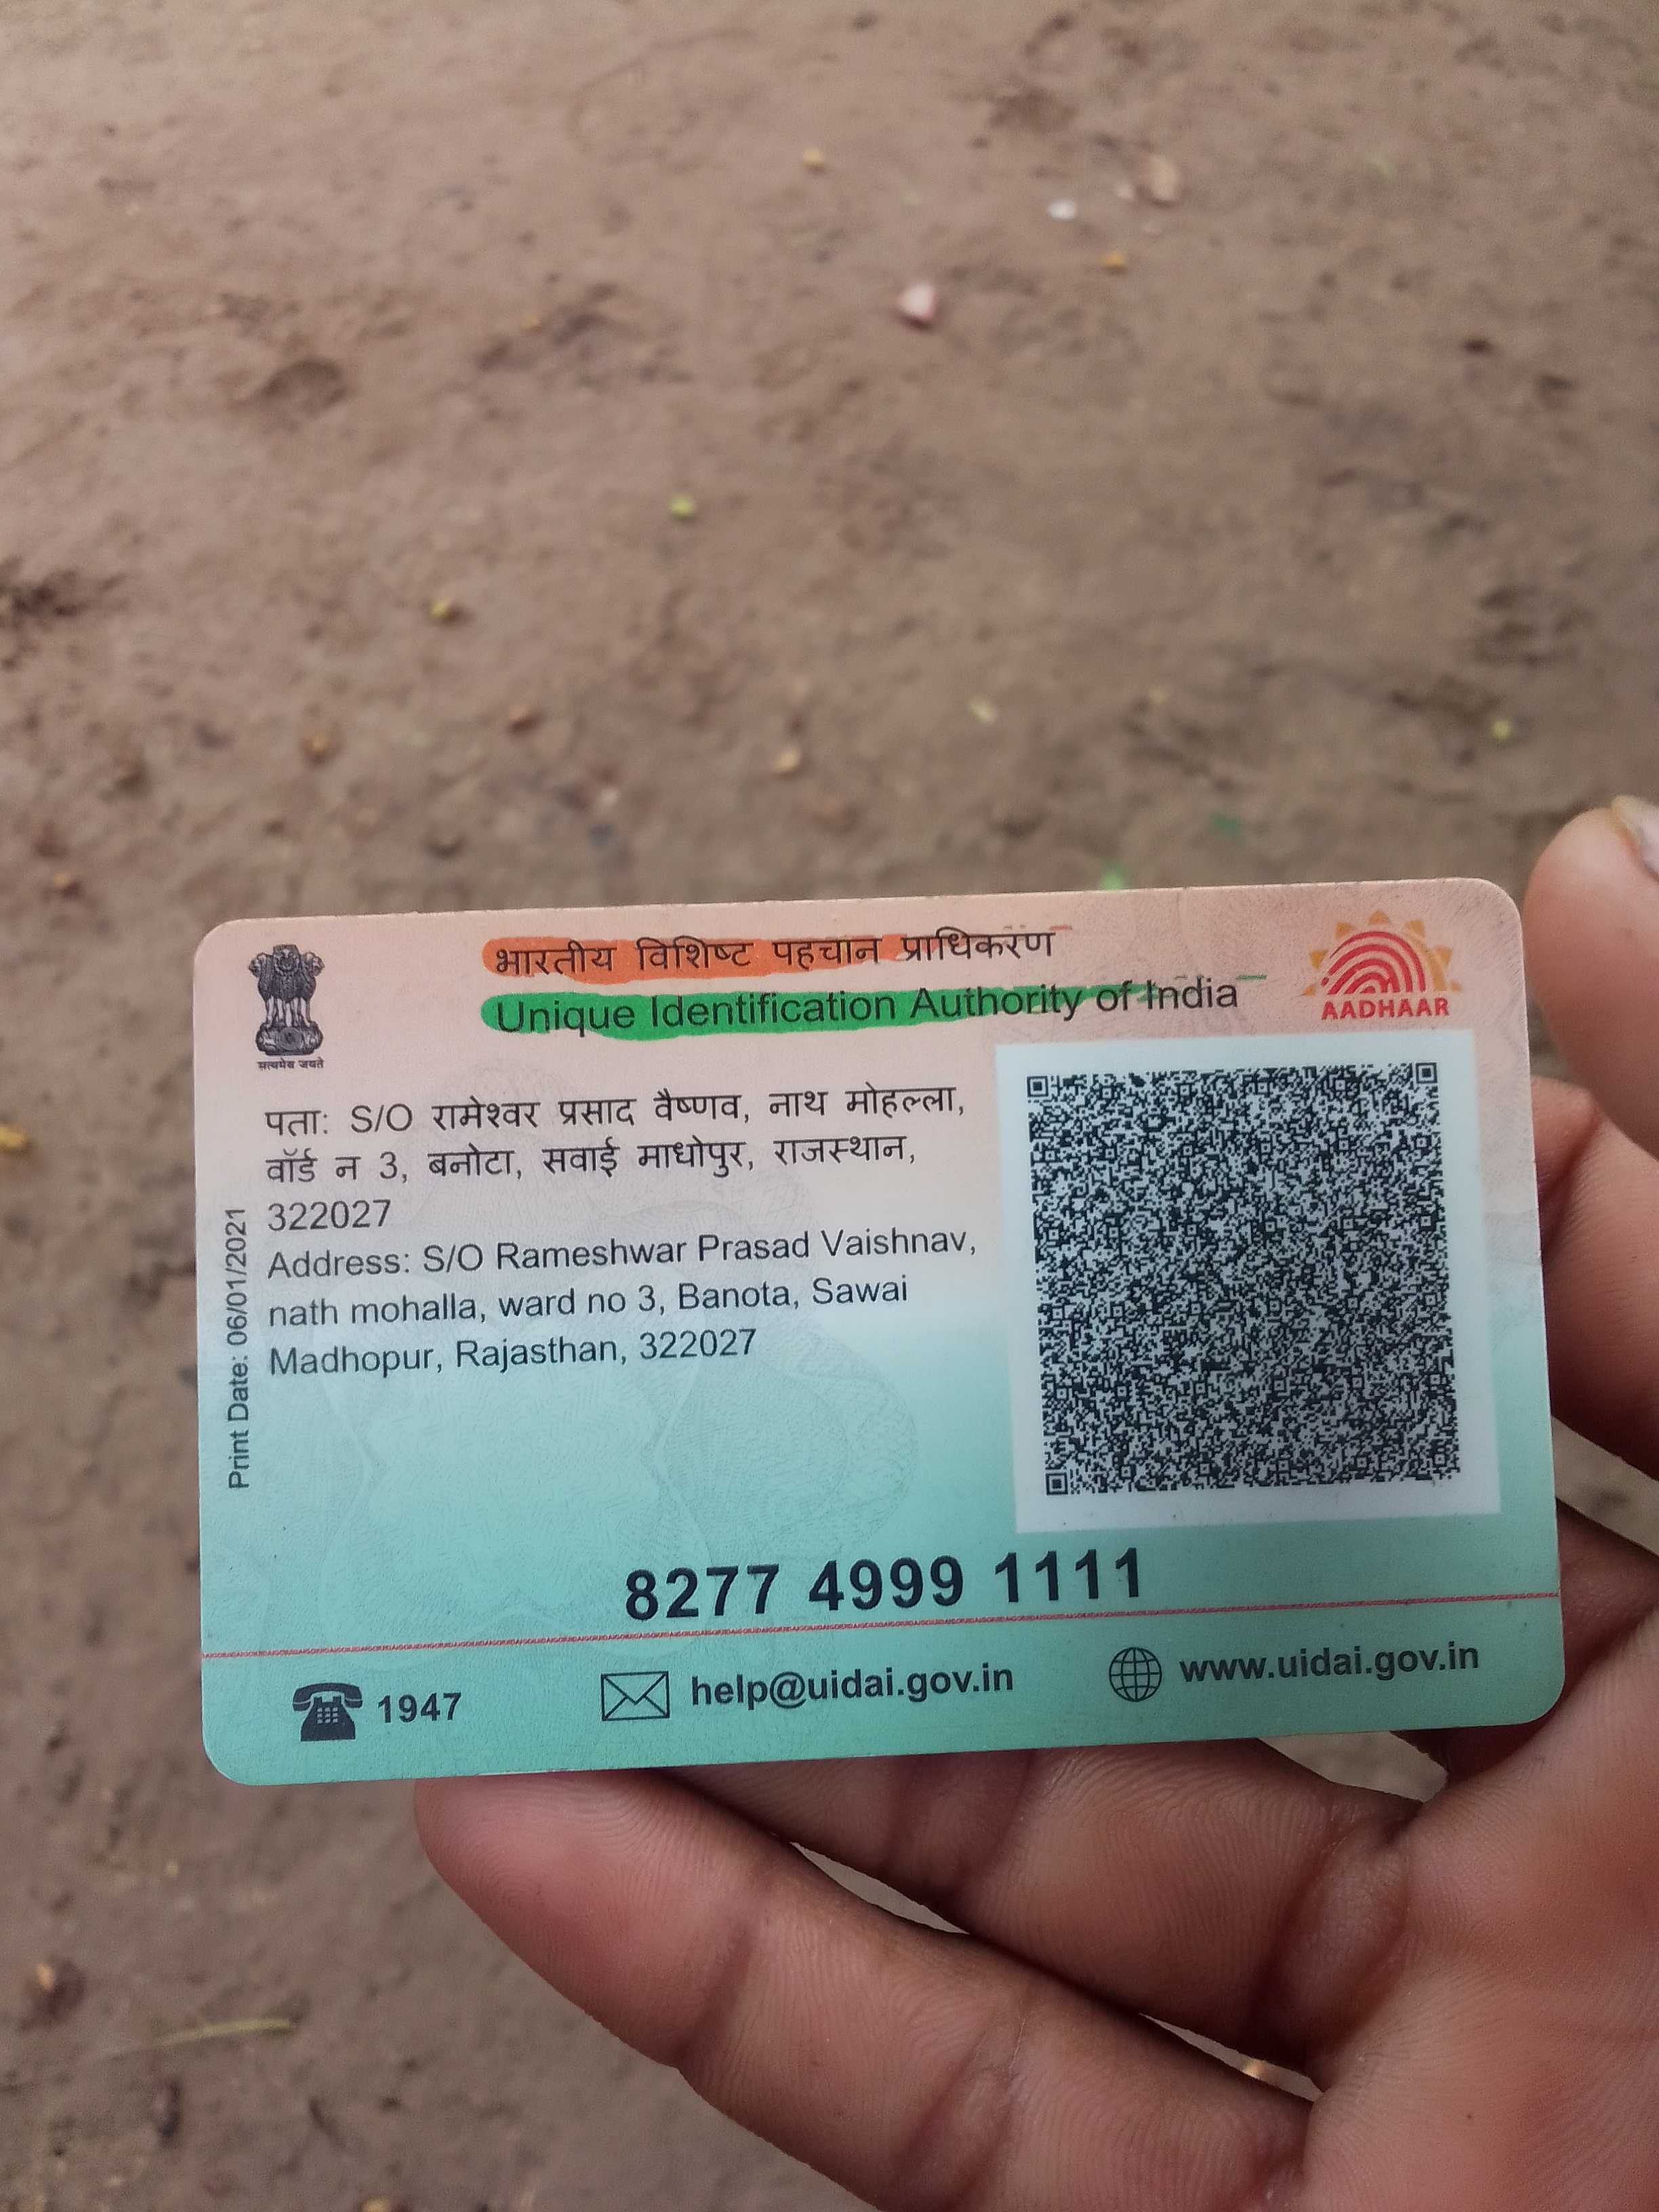 सत्यमेव जयते
भारतीय विशिष्ट पहचान प्राधिकरण
Unique Identification Authority of India
AADHAAR
पता: S/O रामेश्वर प्रसाद वैष्णव, नाथ मोहल्ला,
वॉर्ड न 3, बनोटा, सवाई माधोपुर, राजस्थान,
322027
Address: S/O Rameshwar Prasad Vaishnav,
nath mohalla, ward no 3, Banota, Sawai
Madhopur, Rajasthan, 322027
Print Date: 06/01/2021
8277 4999 1111
1947
help@uidai.gov.in
www.uidai.gov.in